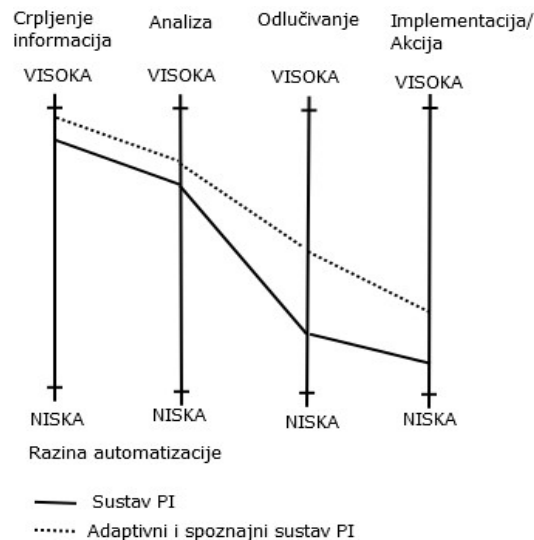 Crpljenje
informacija
Analiza
Odlučivanje
Implementacija/
Akcija
VISOKA
VISOKA
VISOKA
VISOKA
NISKA
NISKA
NISKA
NISKA
Razina automatizacije
Sustav PI
Adaptivni i spoznajni sustav PI